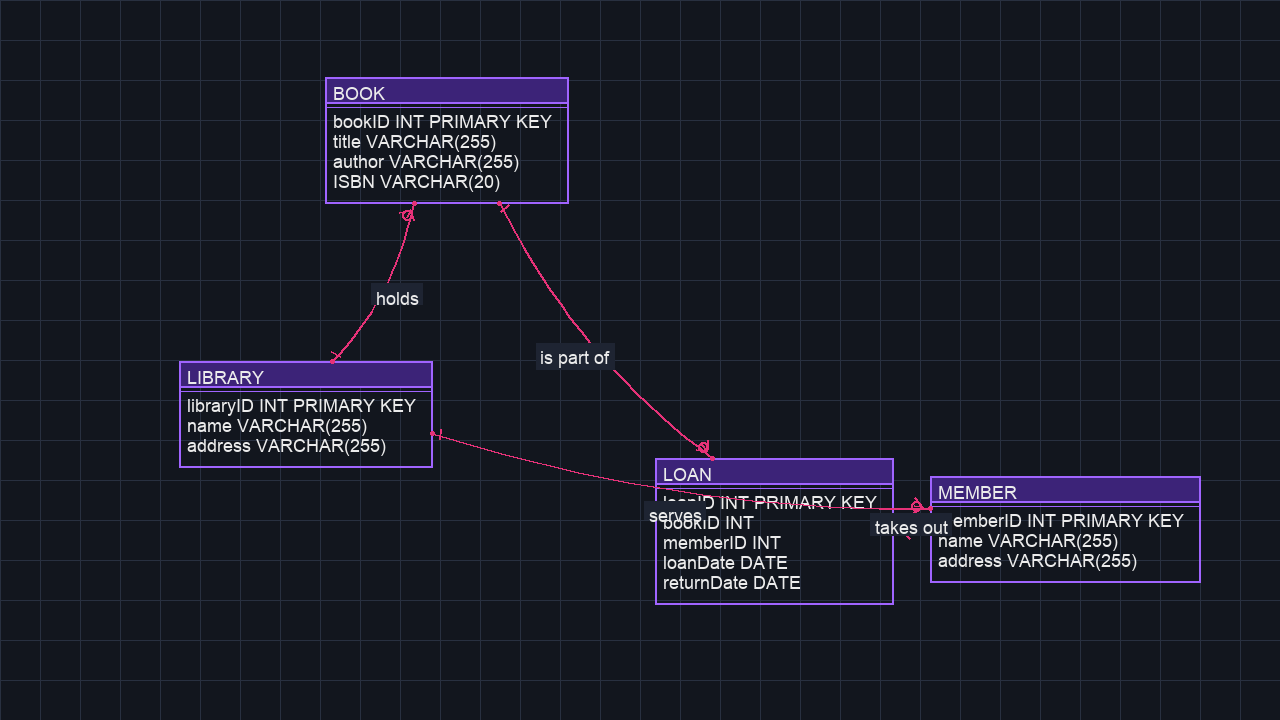 BOOK
bookID INT PRIMARY KEY
title VARCHAR(255)
author VARCHAR(255)
ISBN VARCHAR(20)
holds
is part of
LIBRARY
libraryID INT PRIMARY KEY
name VARCHAR(255)
address VARCHAR(255)
LOAN
loanID INT PRIMARY KEY
serves
bookID INT
memberID INT
loanDate DATE
returnDate DATE
takes out
MEMBER
memberID INT PRIMARY KEY
name VARCHAR(255)
address VARCHAR(255)